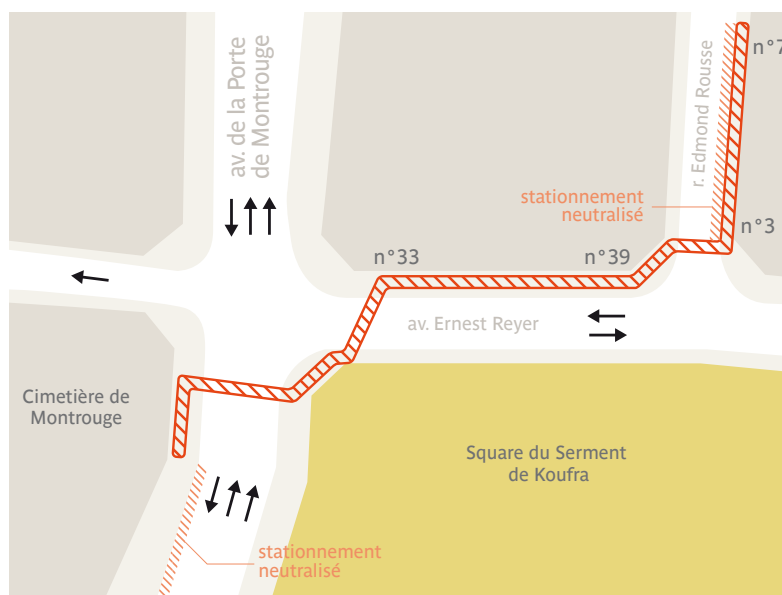 av. de la Porte
de Montrouge
r. Edmond Rousse
n°7
stationnement
neutralisé
n°3
n°33
n°39
av. Ernest Reyer
Cimetière de
Montrouge
Square du Serment
de Koufra
stationnement
neutralisé